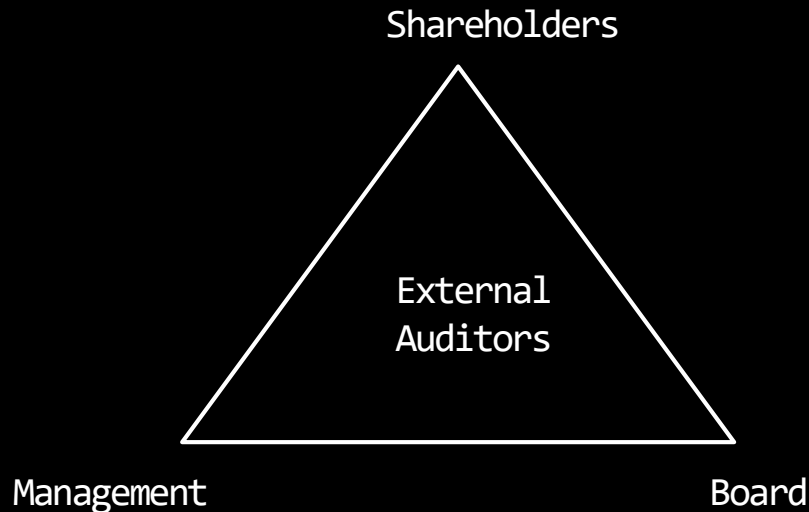 Shareholders
External
Auditors
Management
Board